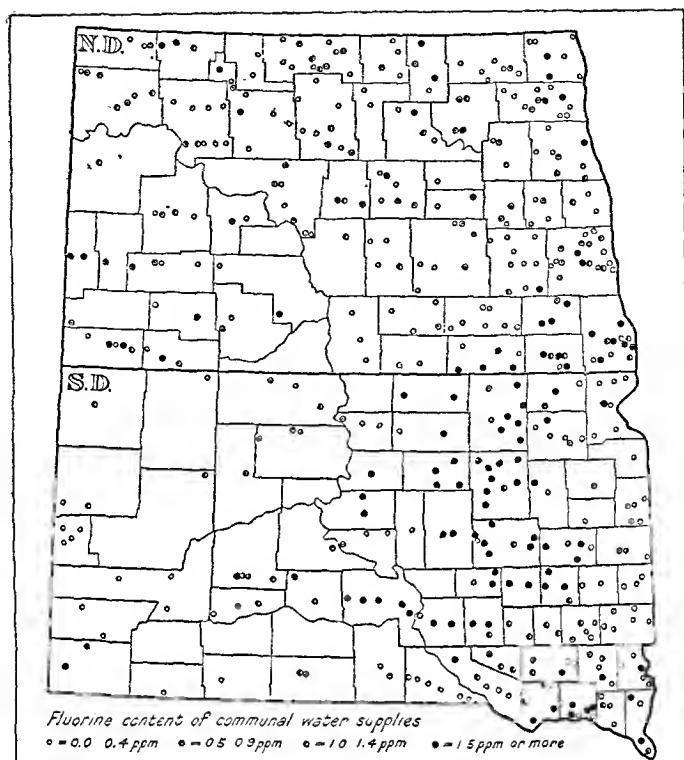 N.D.
S.D.
Fluorine content of communal water supplies
○ = 0.0 0.4 ppm ◔ = 0.5 0.9 ppm ◑ = 1.0 1.4 ppm ● = 1.5 ppm or more